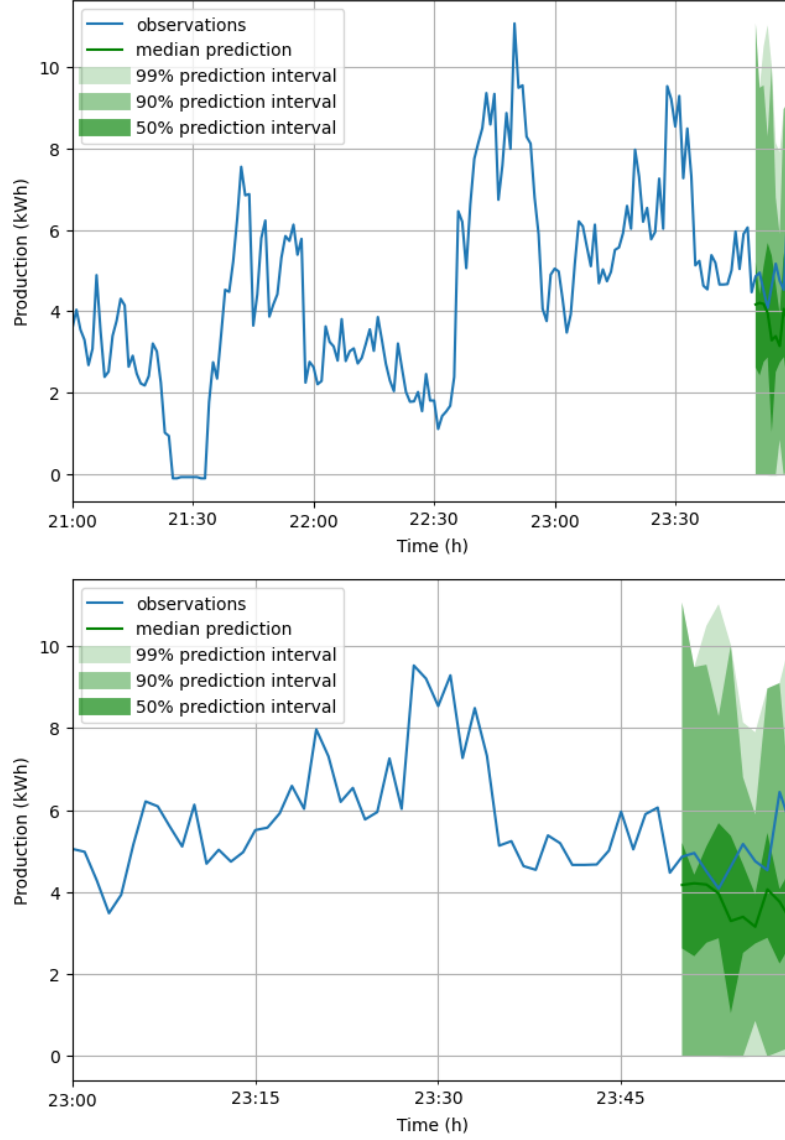 observations
median prediction
99% prediction interval
90% prediction interval
50% prediction interval
10
8
6
4
2
0
Production (kWh)
21:00 21:30 22:00 22:30 23:00 23:30
Time (h)
observations
median prediction
99% prediction interval
90% prediction interval
50% prediction interval
10
8
6
4
2
0
Production (kWh)
23:00 23:15 23:30 23:45
Time (h)